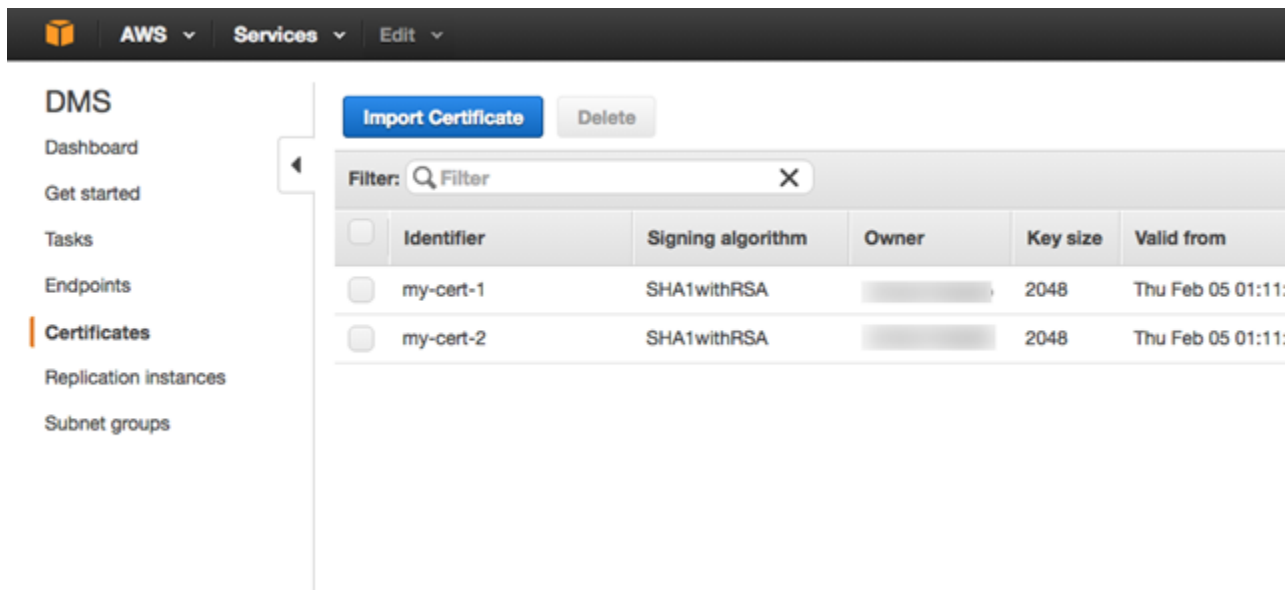 AWS Services Edit
DMS
Dashboard
Get started
Tasks
Endpoints
Certificates
Replication instances
Subnet groups
Import Certificate Delete
Filter: Filter
Identifier Signing algorithm Owner Key size Valid from
my-cert-1 SHA1withRSA 2048 Thu Feb 05 01:11:
my-cert-2 SHA1withRSA 2048 Thu Feb 05 01:11: